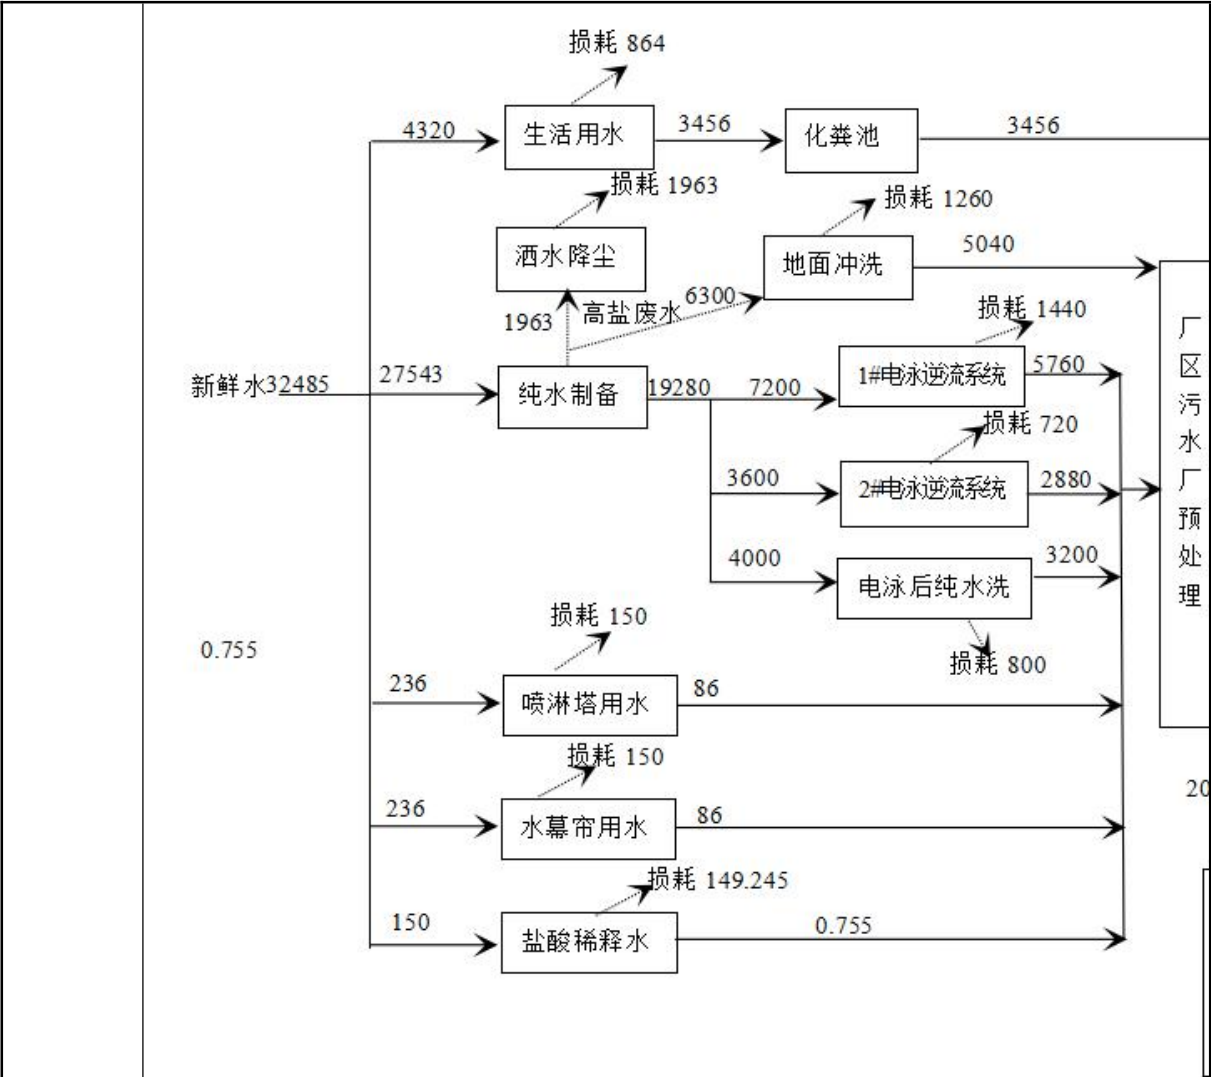 损耗 864
4320
生活用水
3456
化粪池
3456
损耗 1963
损耗 1260
洒水降尘
地面冲洗
5040
1963
高盐废水
6300
损耗 1440
新鲜水32485
27543
纯水制备
19280
7200
1#电泳逆流系统
5760
损耗 720
3600
2#电泳逆流系统
2880
4000
电泳后纯水洗
3200
损耗 800
厂
区
污
水
厂
预
处
理
0.755
损耗 150
236
喷淋塔用水
86
损耗 150
236
水幕帘用水
86
20
损耗 149.245
150
盐酸稀释水
0.755